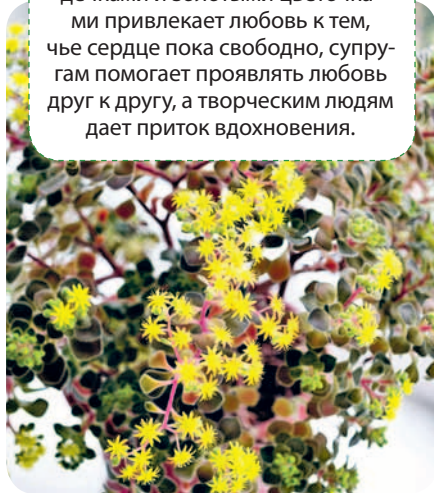 ми привлекает любовь к тем,
чье сердце пока свободно, супру-
гам помогает проявлять любовь
друг к другу, а творческим людям
дает приток вдохновения.